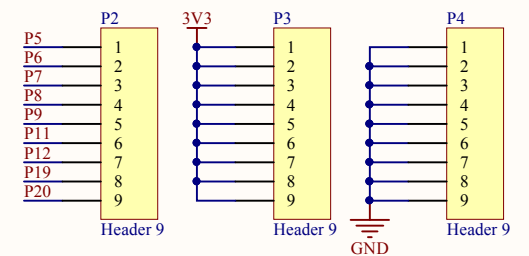 P2 3V3 P3 P4
P5 1 1 1
P6 2 2 2
P7 3 3 3
P8 4 4 4
P9 5 5 5
P11 6 6 6
P12 7 7 7
P19 8 8 8
P20 9 9 9
Header 9 Header 9 Header 9
GND